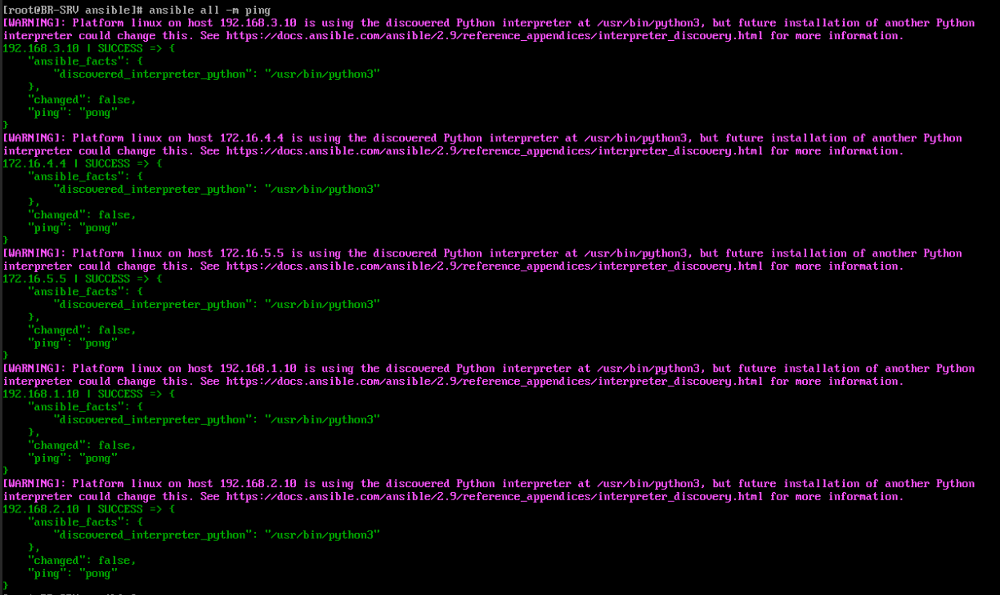 [root@BR-SRV ansible]# ansible all -m ping
[WARNING]: Platform linux on host 192.168.3.10 is using the discovered Python interpreter at /usr/bin/python3, but future installation of another Python
interpreter could change this. See https://docs.ansible.com/ansible/2.9/reference_appendices/interpreter_discovery.html for more information.
192.168.3.10 | SUCCESS => {
    "ansible_facts": {
        "discovered_interpreter_python": "/usr/bin/python3"
    },
    "changed": false,
    "ping": "pong"
}
[WARNING]: Platform linux on host 172.16.4.4 is using the discovered Python interpreter at /usr/bin/python3, but future installation of another Python
interpreter could change this. See https://docs.ansible.com/ansible/2.9/reference_appendices/interpreter_discovery.html for more information.
172.16.4.4 | SUCCESS => {
    "ansible_facts": {
        "discovered_interpreter_python": "/usr/bin/python3"
    },
    "changed": false,
    "ping": "pong"
}
[WARNING]: Platform linux on host 172.16.5.5 is using the discovered Python interpreter at /usr/bin/python3, but future installation of another Python
interpreter could change this. See https://docs.ansible.com/ansible/2.9/reference_appendices/interpreter_discovery.html for more information.
172.16.5.5 | SUCCESS => {
    "ansible_facts": {
        "discovered_interpreter_python": "/usr/bin/python3"
    },
    "changed": false,
    "ping": "pong"
}
[WARNING]: Platform linux on host 192.168.1.10 is using the discovered Python interpreter at /usr/bin/python3, but future installation of another Python
interpreter could change this. See https://docs.ansible.com/ansible/2.9/reference_appendices/interpreter_discovery.html for more information.
192.168.1.10 | SUCCESS => {
    "ansible_facts": {
        "discovered_interpreter_python": "/usr/bin/python3"
    },
    "changed": false,
    "ping": "pong"
}
[WARNING]: Platform linux on host 192.168.2.10 is using the discovered Python interpreter at /usr/bin/python3, but future installation of another Python
interpreter could change this. See https://docs.ansible.com/ansible/2.9/reference_appendices/interpreter_discovery.html for more information.
192.168.2.10 | SUCCESS => {
    "ansible_facts": {
        "discovered_interpreter_python": "/usr/bin/python3"
    },
    "changed": false,
    "ping": "pong"
}